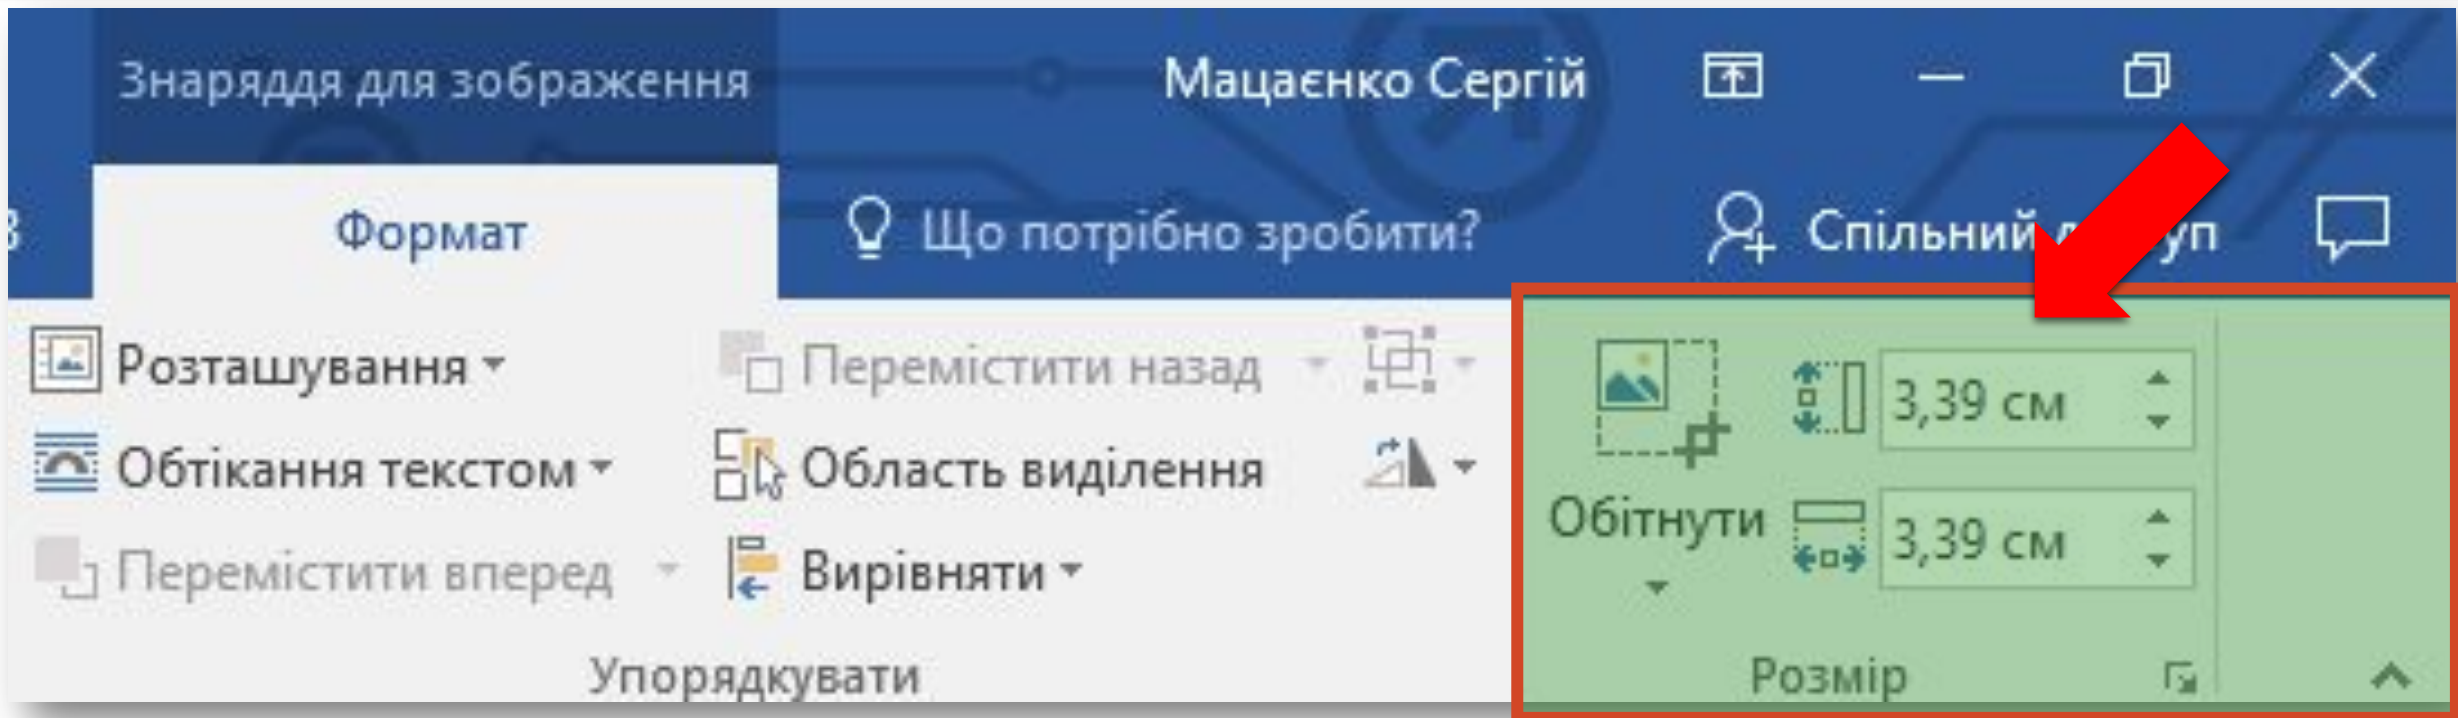 Знаряддя для зображення
Мацаєнко Сергій
Формат
Що потрібно зробити?
Спільний
Розташування
Перемістити назад
3,39 см
Обтікання текстом
Область виділення
Обітнути
3,39 см
Перемістити вперед
Вирівняти
Упорядкувати
Розмір